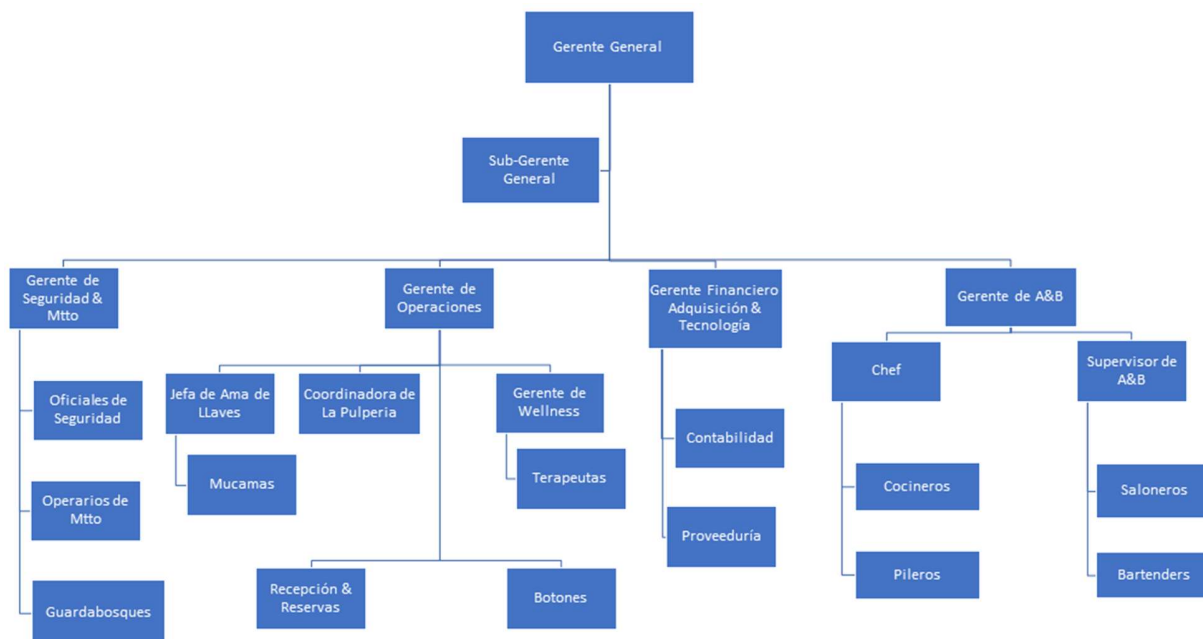 Gerente General
Sub-Gerente
General
Gerente de
Seguridad &
Mtto
Gerente de
Operaciones
Gerente Financiero
Adquisición &
Tecnología
Gerente de A&B
Oficiales de
Seguridad
Operarios de
Mtto
Guardabosques
Jefa de Ama de
LLaves
Mucamas
Coordinadora de
La Pulperia
Gerente de
Wellness
Terapeutas
Recepción &
Reservas
Botones
Contabilidad
Proveeduría
Chef
Cocineros
Pileros
Supervisor de
A&B
Saloneros
Bartenders